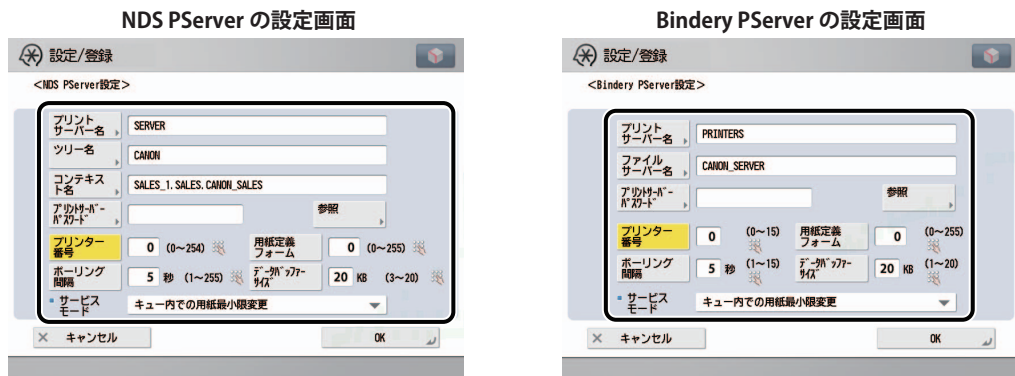 NDS PServer の設定画面
設定/登録
<NDS PServer設定>
プリント
サーバー名
SERVER
ツリー名
CANON
コンテキス
ト名
SALES_1.SALES.CANON_SALES
プリントサーバー
パスワード
参照
プリンター
番号
0 (0~254)
用紙定義
フォーム
0 (0~255)
ポーリング
間隔
5 秒 (1~255)
データバッファー
サイズ
20 KB (3~20)
サービス
モード
キュー内での用紙最小限変更
× キャンセル
OK
Bindery PServer の設定画面
設定/登録
<Bindery PServer設定>
プリント
サーバー名
PRINTERS
ファイル
サーバー名
CANON_SERVER
プリントサーバー
パスワード
参照
プリンター
番号
0 (0~15)
用紙定義
フォーム
0 (0~255)
ポーリング
間隔
5 秒 (1~15)
データバッファー
サイズ
20 KB (1~20)
サービス
モード
キュー内での用紙最小限変更
× キャンセル
OK